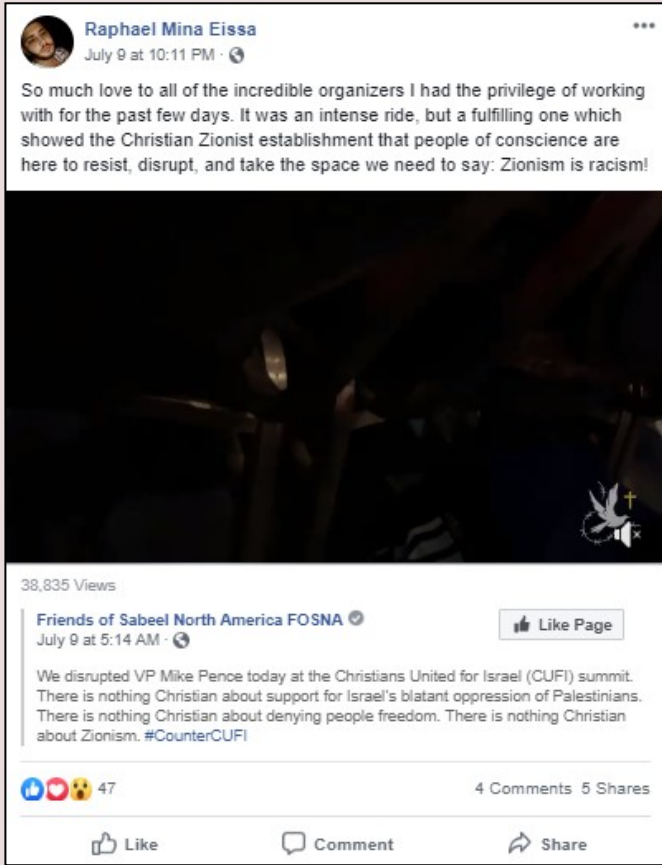 Raphael Mina Eissa
July 9 at 10:11 PM ·
So much love to all of the incredible organizers I had the privilege of working
with for the past few days. It was an intense ride, but a fulfilling one which
showed the Christian Zionist establishment that people of conscience are
here to resist, disrupt, and take the space we need to say: Zionism is racism!
38,835 Views
Friends of Sabeel North America FOSNA
Like Page
July 9 at 5:14 AM ·
We disrupted VP Mike Pence today at the Christians United for Israel (CUFI) summit.
There is nothing Christian about support for Israel's blatant oppression of Palestinians.
There is nothing Christian about denying people freedom. There is nothing Christian
about Zionism. #CounterCUFI
47
4 Comments 5 Shares
Like Comment Share